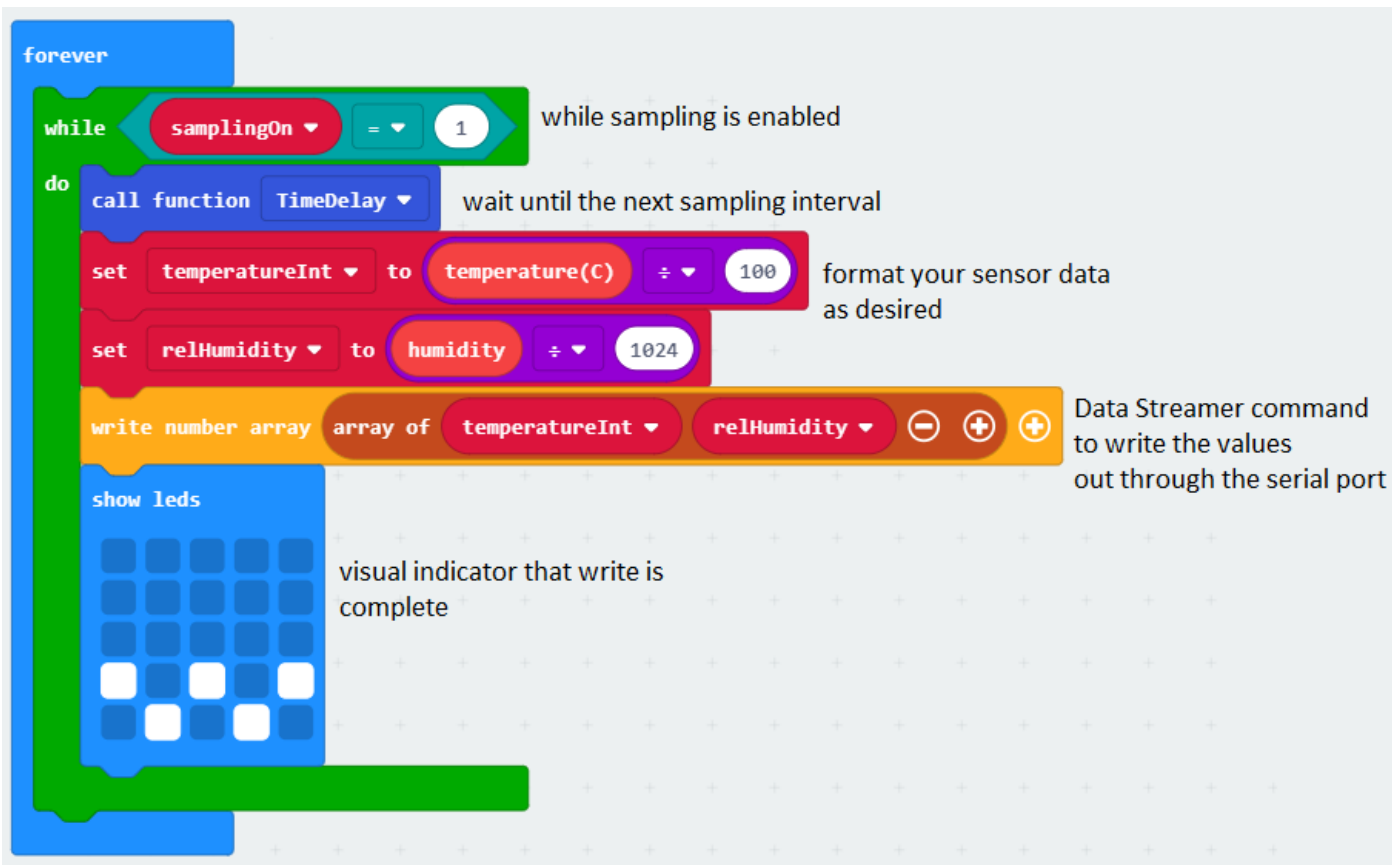 forever
while samplingOn = 1 while sampling is enabled
do
call function TimeDelay wait until the next sampling interval
set temperatureInt to temperature(C) ÷ 100 format your sensor data
as desired
set relHumidity to humidity ÷ 1024
write number array array of temperatureInt relHumidity Data Streamer command
to write the values
out through the serial port
show leds
visual indicator that write is
complete